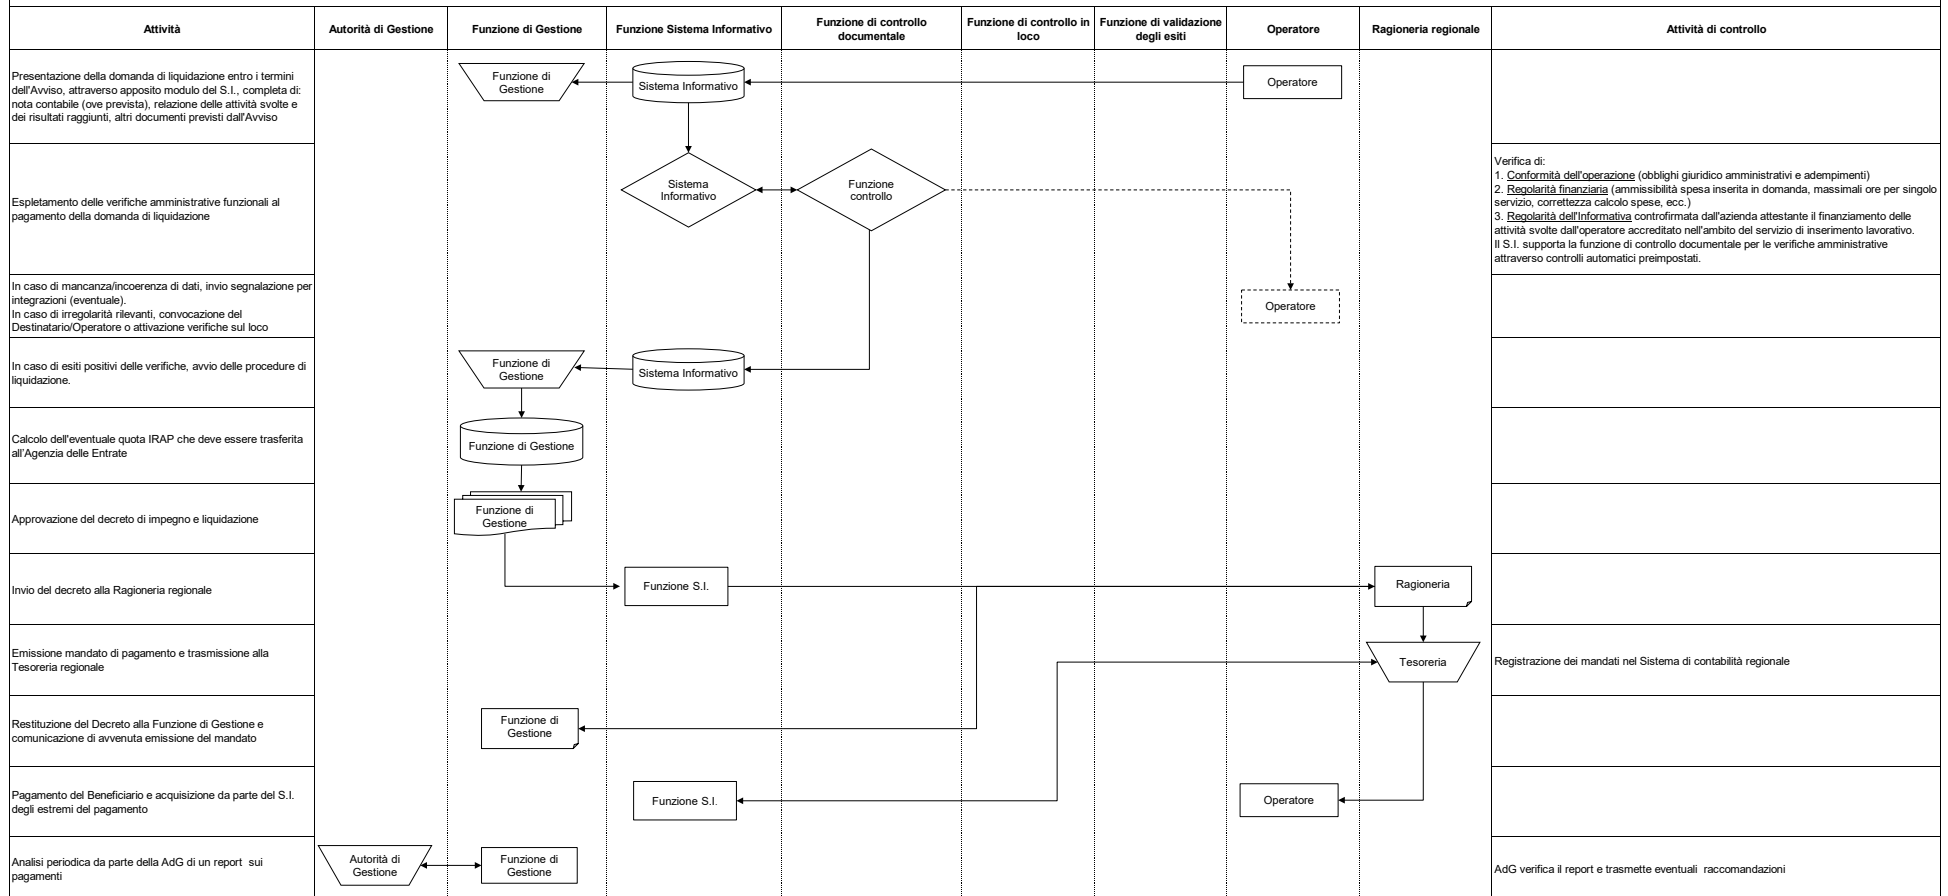 Attività
Autorità di Gestione
Funzione di Gestione
Funzione Sistema Informativo
Funzione di controllo
documentale
Funzione di controllo in
loco
Funzione di validazione
degli esiti
Operatore
Ragioneria regionale
Attività di controllo
Presentazione della domanda di liquidazione entro i termini
dell'Avviso, attraverso apposito modulo del S.I., completa di:
nota contabile (ove prevista), relazione delle attività svolte e
dei risultati raggiunti, altri documenti previsti dall'Avviso
Funzione di
Gestione
Sistema Informativo
Operatore
Espletamento delle verifiche amministrative funzionali al
pagamento della domanda di liquidazione
Sistema
Informativo
Funzione
controllo
Verifica di:
1. Conformità dell'operazione (obblighi giuridico amministrativi e adempimenti)
2. Regolarità finanziaria (ammissibilità spesa inserita in domanda, massimali ore per singolo
servizio, correttezza calcolo spese, ecc.)
3. Regolarità dell'Informativa controfirmata dall'azienda attestante il finanziamento delle
attività svolte dall'operatore accreditato nell'ambito del servizio di inserimento lavorativo.
Il S.I. supporta la funzione di controllo documentale per le verifiche amministrative
attraverso controlli automatici preimpostati.
In caso di mancanza/incoerenza di dati, invio segnalazione per
integrazioni (eventuale).
In caso di irregolarità rilevanti, convocazione del
Destinatario/Operatore o attivazione verifiche sul loco
Operatore
In caso di esiti positivi delle verifiche, avvio delle procedure di
liquidazione.
Funzione di
Gestione
Sistema Informativo
Calcolo dell'eventuale quota IRAP che deve essere trasferita
all'Agenzia delle Entrate
Funzione di Gestione
Approvazione del decreto di impegno e liquidazione
Funzione di
Gestione
Invio del decreto alla Ragioneria regionale
Funzione S.I.
Ragioneria
Emissione mandato di pagamento e trasmissione alla
Tesoreria regionale
Tesoreria
Registrazione dei mandati nel Sistema di contabilità regionale
Restituzione del Decreto alla Funzione di Gestione e
comunicazione di avvenuta emissione del mandato
Funzione di
Gestione
Pagamento del Beneficiario e acquisizione da parte del S.I.
degli estremi del pagamento
Funzione S.I.
Operatore
Analisi periodica da parte della AdG di un report sui
pagamenti
Autorità di
Gestione
Funzione di
Gestione
AdG verifica il report e trasmette eventuali raccomandazioni